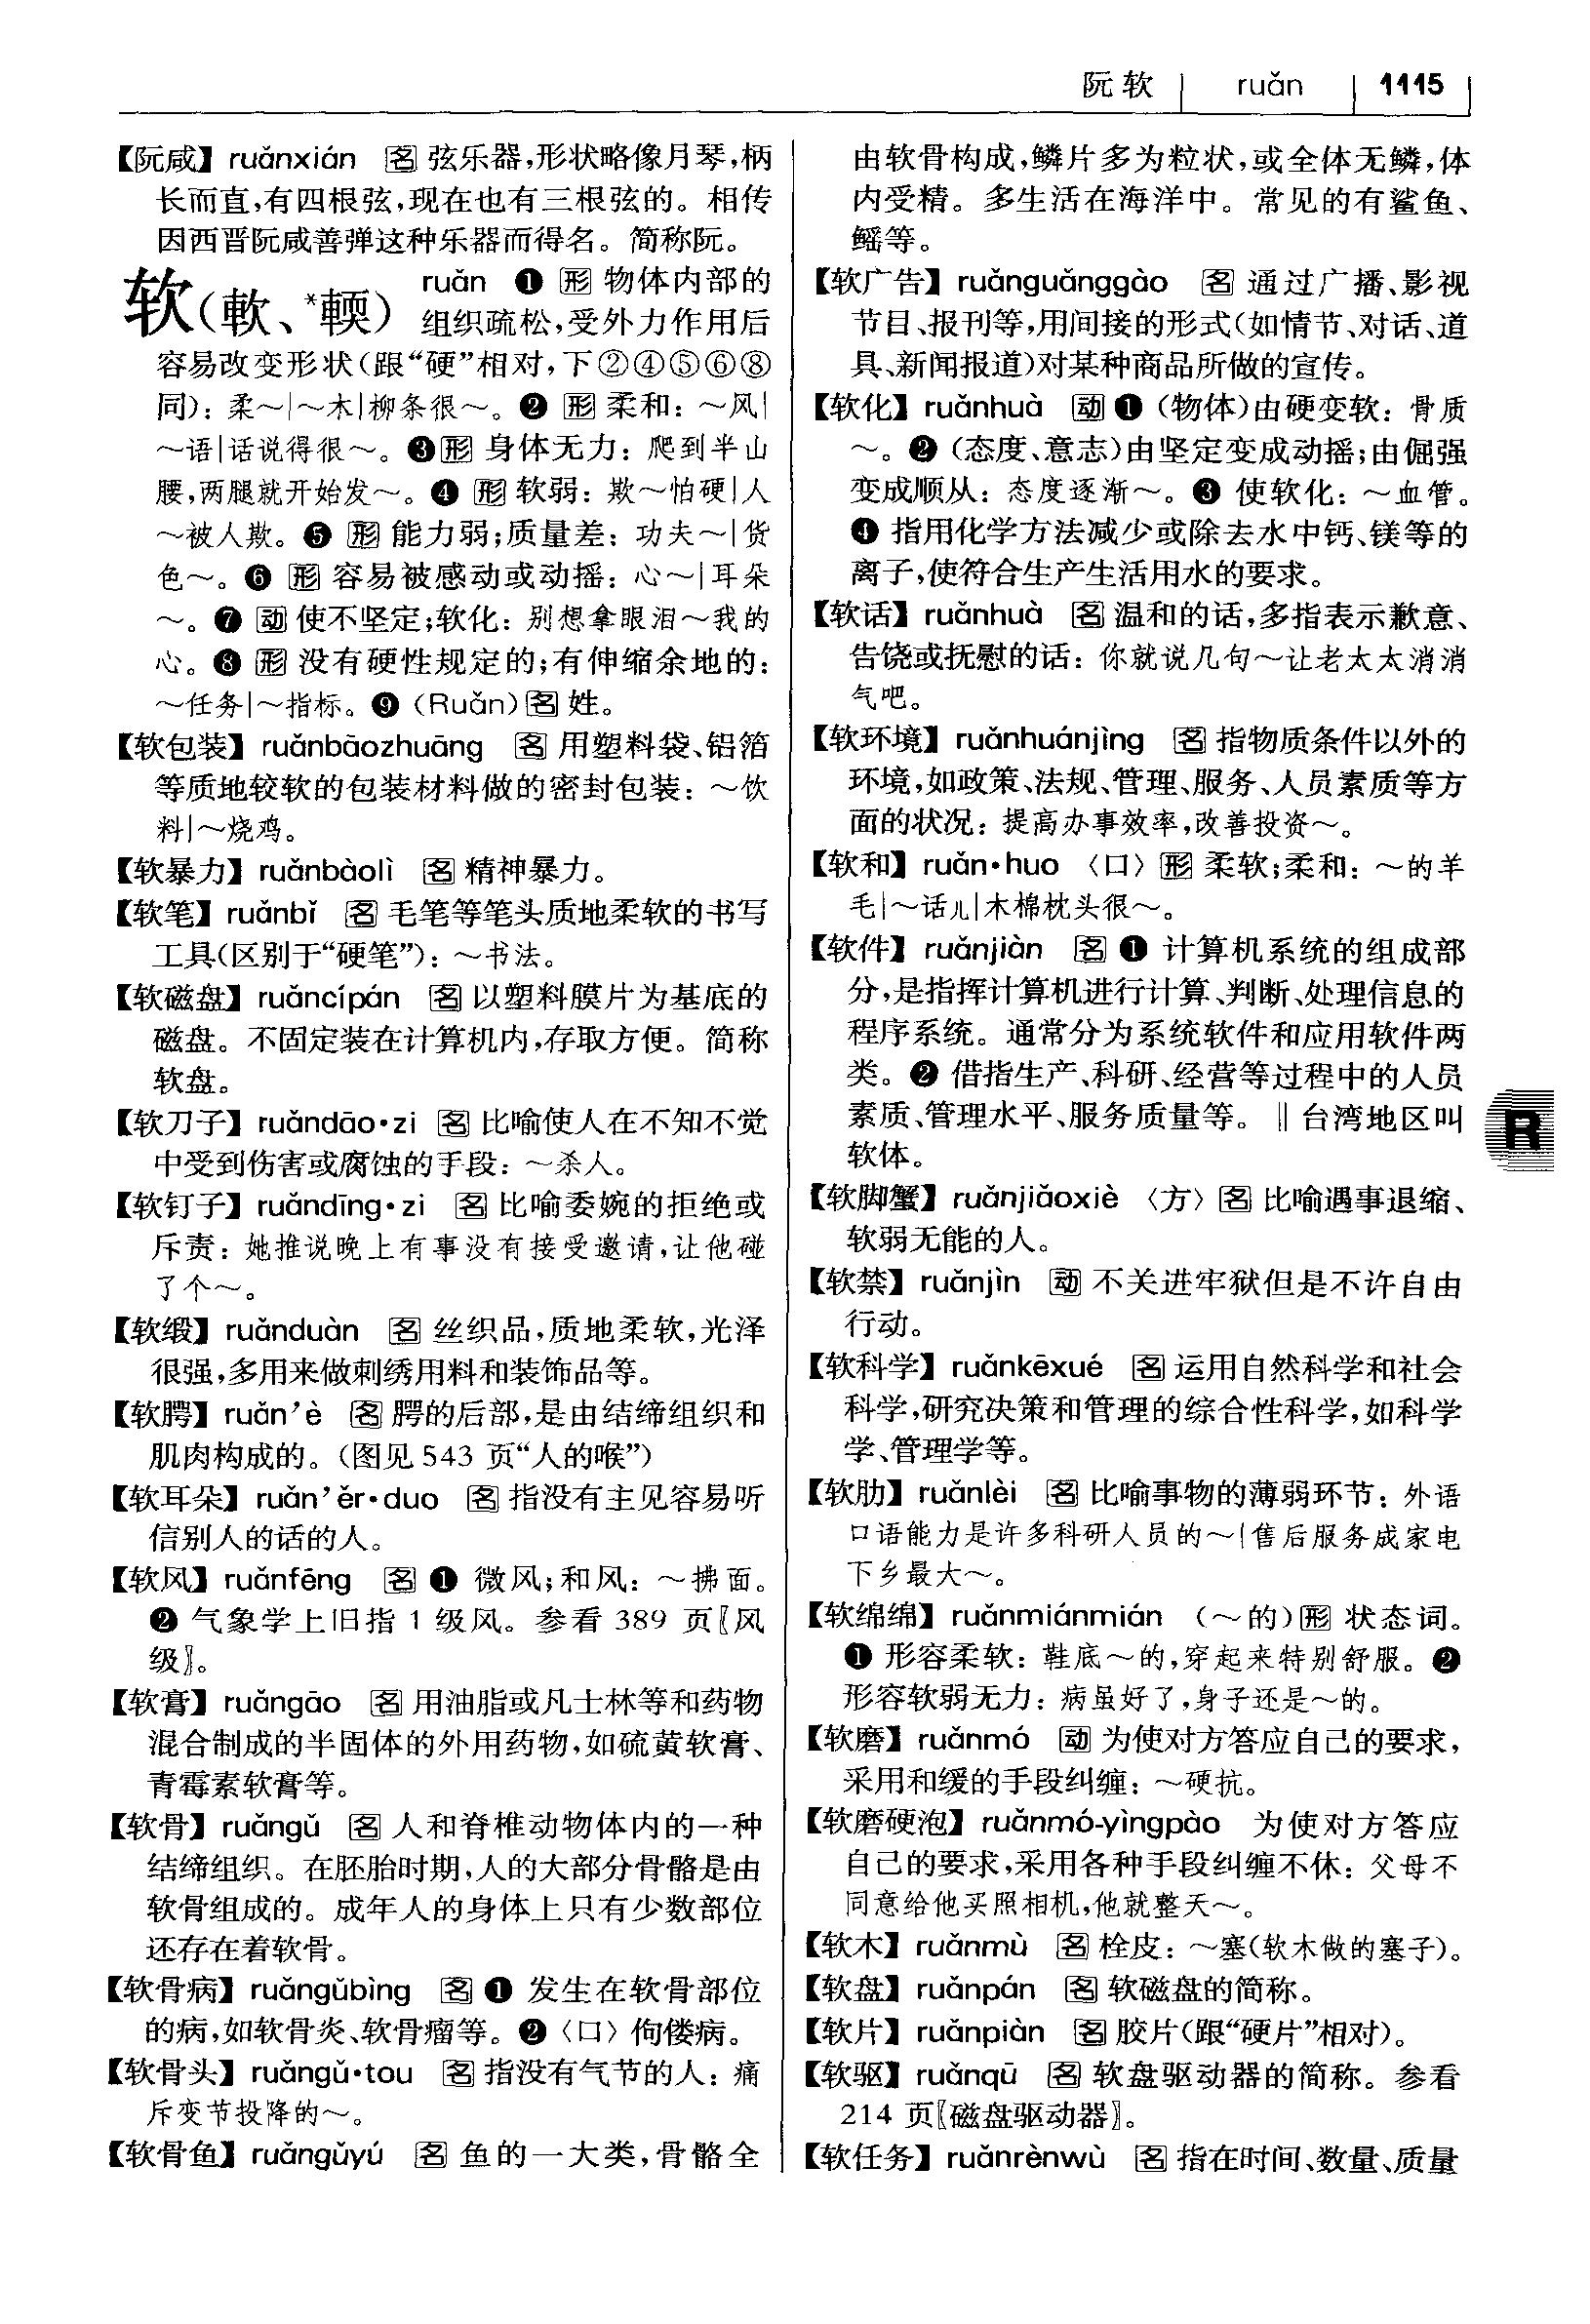 阮软 ruǎn 1115
【阮咸】ruǎnxián 名 弦乐器,形状略像月琴,柄
长而直,有四根弦,现在也有三根弦的。相传
因西晋阮咸善弹这种乐器而得名。简称阮。
软(軟、*輭) ruǎn ❶ 形 物体内部的
组织疏松,受外力作用后
容易改变形状(跟“硬”相对,下②④⑤⑥⑧
同):柔～|～木|柳条很～。❷ 形 柔和:～风|
～语|话说得很～。❸形 身体无力:爬到半山
腰,两腿就开始发～。❹ 形 软弱:欺～怕硬|人
～被人欺。❺ 形 能力弱;质量差:功夫～|货
色～。❻ 形 容易被感动或动摇:心～|耳朵
～。❼ 动 使不坚定;软化:别想拿眼泪～我的
心。❽ 形 没有硬性规定的;有伸缩余地的:
～任务|～指标。❾ (Ruǎn)名 姓。
【软包装】ruǎnbāozhuāng 名 用塑料袋、铝箔
等质地较软的包装材料做的密封包装:～饮
料|～烧鸡。
【软暴力】ruǎnbàolì 名 精神暴力。
【软笔】ruǎnbǐ 名 毛笔等笔头质地柔软的书写
工具(区别于“硬笔”):～书法。
【软磁盘】ruǎncípán 名 以塑料膜片为基底的
磁盘。不固定装在计算机内,存取方便。简称
软盘。
【软刀子】ruǎndāo•zi 名 比喻使人在不知不觉
中受到伤害或腐蚀的手段:～杀人。
【软钉子】ruǎndīng•zi 名 比喻委婉的拒绝或
斥责:她推说晚上有事没有接受邀请,让他碰
了个～。
【软缎】ruǎnduàn 名 丝织品,质地柔软,光泽
很强,多用来做刺绣用料和装饰品等。
【软腭】ruǎn’è 名 腭的后部,是由结缔组织和
肌肉构成的。(图见543 页“人的喉”)
【软耳朵】ruǎn’ěr•duo 名 指没有主见容易听
信别人的话的人。
【软风】ruǎnfēng 名 ❶ 微风;和风:～拂面。
❷ 气象学上旧指 1 级风。参看 389 页〖风
级〗。
【软膏】ruǎngāo 名 用油脂或凡士林等和药物
混合制成的半固体的外用药物,如硫黄软膏、
青霉素软膏等。
【软骨】ruǎngǔ 名 人和脊椎动物体内的一种
结缔组织。在胚胎时期,人的大部分骨骼是由
软骨组成的。成年人的身体上只有少数部位
还存在着软骨。
【软骨病】ruǎngǔbìng 名 ❶ 发生在软骨部位
的病,如软骨炎、软骨瘤等。❷〈口〉佝偻病。
【软骨头】ruǎngǔ•tou 名 指没有气节的人:痛
斥变节投降的～。
【软骨鱼】ruǎngǔyú 名 鱼的一大类,骨骼全
由软骨构成,鳞片多为粒状,或全体无鳞,体
内受精。多生活在海洋中。常见的有鲨鱼、
鳐等。
【软广告】ruǎnguǎnggào 名 通过广播、影视
节目、报刊等,用间接的形式(如情节、对话、道
具、新闻报道)对某种商品所做的宣传。
【软化】ruǎnhuà 动 ❶ (物体)由硬变软:骨质
～。❷ (态度、意志)由坚定变成动摇;由倔强
变成顺从:态度逐渐～。❸ 使软化:～血管。
❹ 指用化学方法减少或除去水中钙、镁等的
离子,使符合生产生活用水的要求。
【软话】ruǎnhuà 名 温和的话,多指表示歉意、
告饶或抚慰的话:你就说几句～让老太太消消
气吧。
【软环境】ruǎnhuánjìng 名 指物质条件以外的
环境,如政策、法规、管理、服务、人员素质等方
面的状况:提高办事效率,改善投资～。
【软和】ruǎn•huo 〈口〉形 柔软;柔和:～的羊
毛|～话儿|木棉枕头很～。
【软件】ruǎnjiàn 名 ❶ 计算机系统的组成部
分,是指挥计算机进行计算、判断、处理信息的
程序系统。通常分为系统软件和应用软件两
类。❷ 借指生产、科研、经营等过程中的人员
素质、管理水平、服务质量等。‖台湾地区叫
软体。
【软脚蟹】ruǎnjiǎoxiè 〈方〉名 比喻遇事退缩、
软弱无能的人。
【软禁】ruǎnjìn 动 不关进牢狱但是不许自由
行动。
【软科学】ruǎnkēxué 名 运用自然科学和社会
科学,研究决策和管理的综合性科学,如科学
学、管理学等。
【软肋】ruǎnlèi 名 比喻事物的薄弱环节:外语
口语能力是许多科研人员的～|售后服务成家电
下乡最大～。
【软绵绵】ruǎnmiánmián (～的)形 状态词。
❶ 形容柔软:鞋底～的,穿起来特别舒服。❷
形容软弱无力:病虽好了,身子还是～的。
【软磨】ruǎnmó 动 为使对方答应自己的要求,
采用和缓的手段纠缠:～硬抗。
【软磨硬泡】ruǎnmó-yìngpào 为使对方答应
自己的要求,采用各种手段纠缠不休:父母不
同意给他买照相机,他就整天～。
【软木】ruǎnmù 名 栓皮:～塞(软木做的塞子)。
【软盘】ruǎnpán 名 软磁盘的简称。
【软片】ruǎnpiàn 名 胶片(跟“硬片”相对)。
【软驱】ruǎnqū 名 软盘驱动器的简称。参看
214 页〖磁盘驱动器〗。
【软任务】ruǎnrènwù 名 指在时间、数量、质量
R